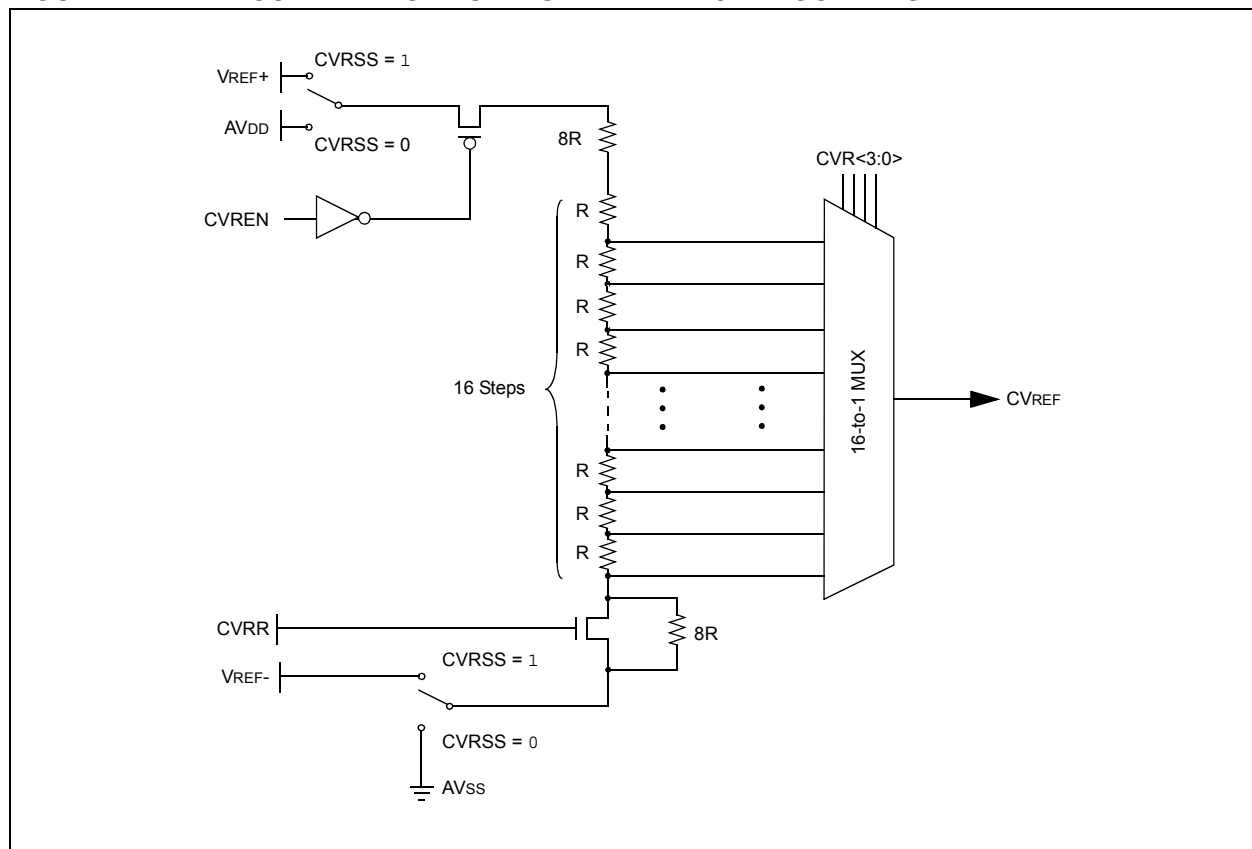 CVRSS = 1
VREF+
AVDD
CVRSS = 0
8R
CVR<3:0>
CVREN
R
R
R
R
16 Steps
16-to-1 MUX
CVREF
R
R
R
CVRR
8R
CVRSS = 1
VREF-
CVRSS = 0
AVSS